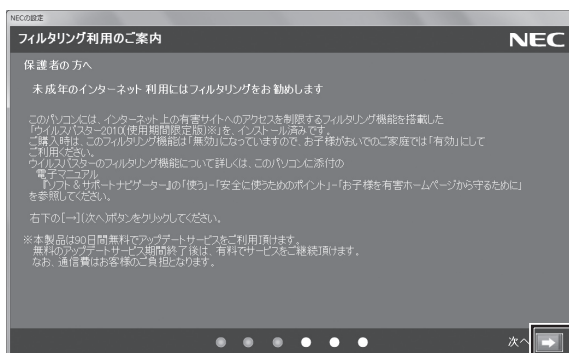 NECの設定
フィルタリング利用のご案内
NEC
保護者の方へ
未成年のインターネット利用にはフィルタリングをお勧めします
このパソコンには、インターネット上の有害サイトへのアクセスを制限するフィルタリング機能を搭載した
「ウイルスバスター2010(使用期間限定版)※」を、インストール済みです。
ご購入時は、このフィルタリング機能は「無効」になっていますので、お子様がおいでのご家庭では「有効」にして
ご利用ください。
ウイルスバスターのフィルタリング機能について詳しくは、このパソコンに添付の
電子マニュアル
『ソフト&サポートナビゲーター』の「使う」-「安全に使うためのポイント」-「お子様を有害ホームページから守るために」
を参照してください。
右下の[→](次へ)ボタンをクリックしてください。
※本製品は90日間無料でアップデートサービスをご利用頂けます。
無料のアップデートサービス期間終了後は、有料でサービスをご継続頂けます。
なお、通信費はお客様のご負担となります。
次へ